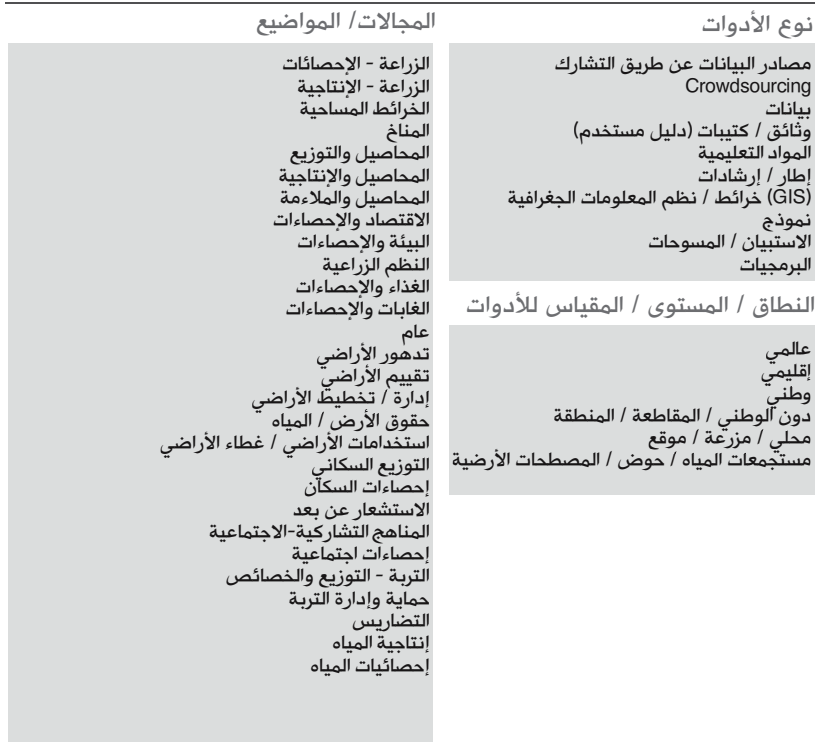 نوع الأدوات
مصادر البيانات عن طريق التشارك
Crowdsourcing
بيانات
وثائق / كتيبات (دليل مستخدم)
المواد التعليمية
إطار / إرشادات
(GIS) خرائط / نظم المعلومات الجغرافية
نموذج
الاستبيان / المسوحات
البرمجيات
النطاق / المستوى / المقياس للأدوات
عالمي
إقليمي
وطني
دون الوطني / المقاطعة / المنطقة
محلي / مزرعة / موقع
مستجمعات المياه / حوض / المصطحات الأرضية
المجالات/ المواضيع
الزراعة - الإحصائات
الزراعة - الإنتاجية
الخرائط المساحية
المناخ
المحاصيل والتوزيع
المحاصيل والإنتاجية
المحاصيل والملاءمة
الاقتصاد والإحصاءات
البيئة والإحصاءات
النظم الزراعية
الغذاء والإحصاءات
الغابات والإحصاءات
عام
تدهور الأراضي
تقييم الأراضي
إدارة / تخطيط الأراضي
حقوق الأرض / المياه
استخدامات الأراضي / غطاء الأراضي
التوزيع السكاني
إحصاءات السكان
الاستشعار عن بعد
المناهج التشاركية-الاجتماعية
إحصاءات اجتماعية
التربة - التوزيع والخصائص
حماية وإدارة التربة
التضاريس
إنتاجية المياه
إحصائيات المياه